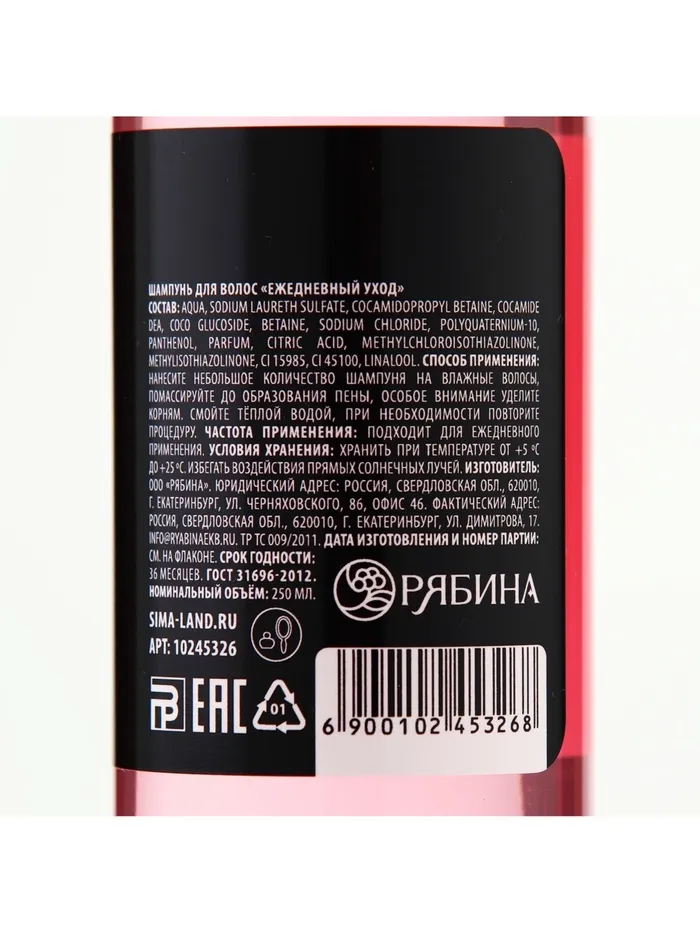 ШАМПУНЬ ДЛЯ ВОЛОС «ЕЖЕДНЕВНЫЙ УХОД»
СОСТАВ: AQUA, SODIUM LAURETH SULFATE, COCAMIDOPROPYL BETAINE, COCAMIDE
DEA, COCO GLUCOSIDE, BETAINE, SODIUM CHLORIDE, POLYQUATERNIUM-10,
PANTHENOL, PARFUM, CITRIC ACID, METHYLCHLOROISOTHIAZOLINONE,
METHYLISOTHIAZOLINONE, CI 15985, CI 45100, LINALOOL. СПОСОБ ПРИМЕНЕНИЯ:
НАНЕСИТЕ НЕБОЛЬШОЕ КОЛИЧЕСТВО ШАМПУНЯ НА ВЛАЖНЫЕ ВОЛОСЫ,
ПОМАССИРУЙТЕ ДО ОБРАЗОВАНИЯ ПЕНЫ, ОСОБОЕ ВНИМАНИЕ УДЕЛИТЕ
КОРНЯМ. СМОЙТЕ ТЁПЛОЙ ВОДОЙ, ПРИ НЕОБХОДИМОСТИ ПОВТОРИТЕ
ПРОЦЕДУРУ. ЧАСТОТА ПРИМЕНЕНИЯ: ПОДХОДИТ ДЛЯ ЕЖЕДНЕВНОГО
ПРИМЕНЕНИЯ. УСЛОВИЯ ХРАНЕНИЯ: ХРАНИТЬ ПРИ ТЕМПЕРАТУРЕ ОТ +5 ºC
ДО +25 ºC. ИЗБЕГАТЬ ВОЗДЕЙСТВИЯ ПРЯМЫХ СОЛНЕЧНЫХ ЛУЧЕЙ. ИЗГОТОВИТЕЛЬ:
ООО «РЯБИНА». ЮРИДИЧЕСКИЙ АДРЕС: РОССИЯ, СВЕРДЛОВСКАЯ ОБЛ., 620010,
Г. ЕКАТЕРИНБУРГ, УЛ. ЧЕРНЯХОВСКОГО, 86, ОФИС 46. ФАКТИЧЕСКИЙ АДРЕС:
РОССИЯ, СВЕРДЛОВСКАЯ ОБЛ., 620010, Г. ЕКАТЕРИНБУРГ, УЛ. ДИМИТРОВА, 17.
INFO@RYABINAEKB.RU. ТР ТС 009/2011. ДАТА ИЗГОТОВЛЕНИЯ И НОМЕР ПАРТИИ:
СМ. НА ФЛАКОНЕ. СРОК ГОДНОСТИ:
36 МЕСЯЦЕВ. ГОСТ 31696-2012.
НОМИНАЛЬНЫЙ ОБЪЁМ: 250 МЛ.
РЯБИНА
SIMA-LAND.RU
АРТ: 10245326
EAC
01
6 900102 453268